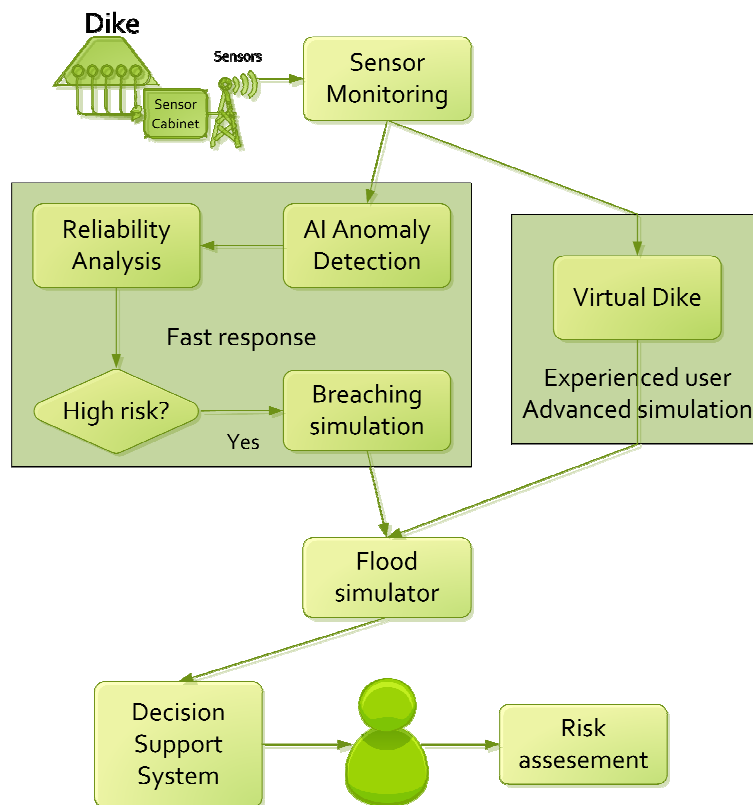 Dike
Sensors
Sensor
Cabinet
Sensor
Monitoring
Reliability
Analysis
AI Anomaly
Detection
Fast response
High risk?
Yes
Breaching
simulation
Virtual Dike
Experienced user
Advanced simulation
Flood
simulator
Decision
Support
System
Risk
assesement